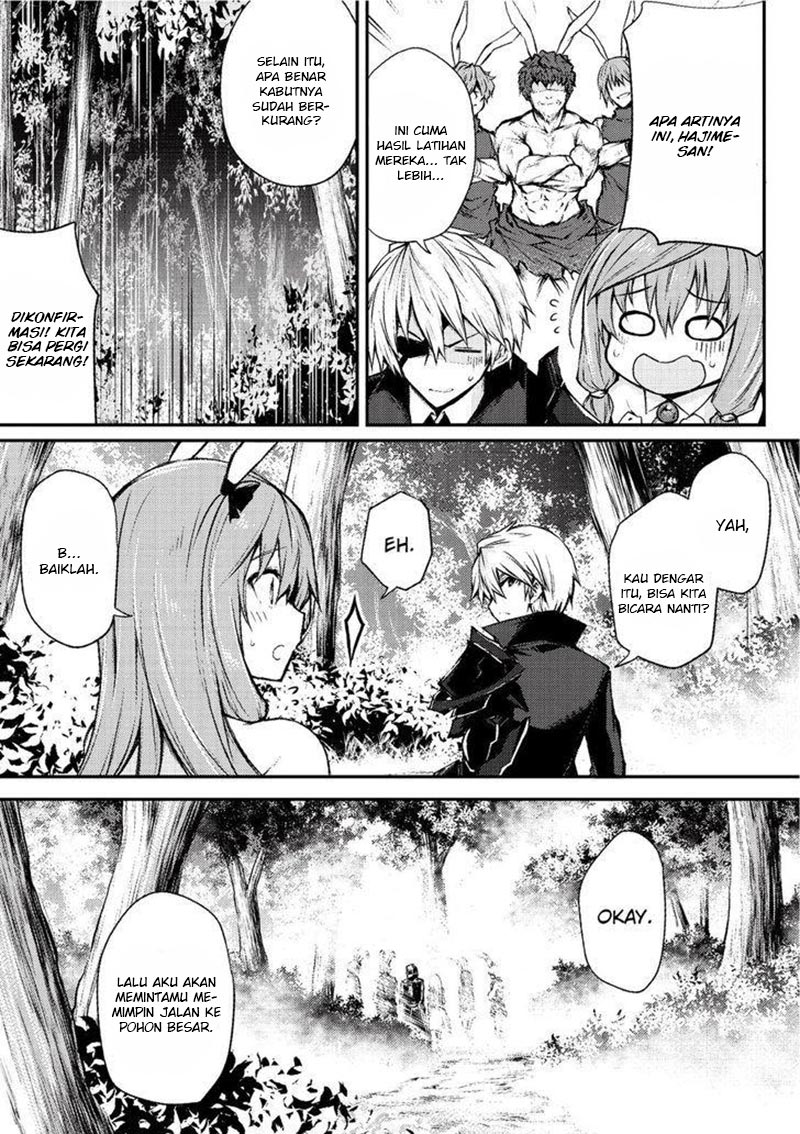 APA ARTINYA
INI, HAJIME-
SAN!
INI CUMA
HASIL LATIHAN
MEREKA... TAK
LEBIH...
SELAIN ITU,
APA BENAR
KABUTNYA
SUDAH BER-
KURANG?
DIKONFIR-
MASI! KITA
BISA PERGI
SEKARANG!
YAH,
KAU DENGAR
ITU, BISA KITA
BICARA NANTI?
EH.
B...
BAIKLAH.
OKAY.
LALU AKU AKAN
MEMINTAMU ME-
MIMPIN JALAN KE
POHON BESAR.